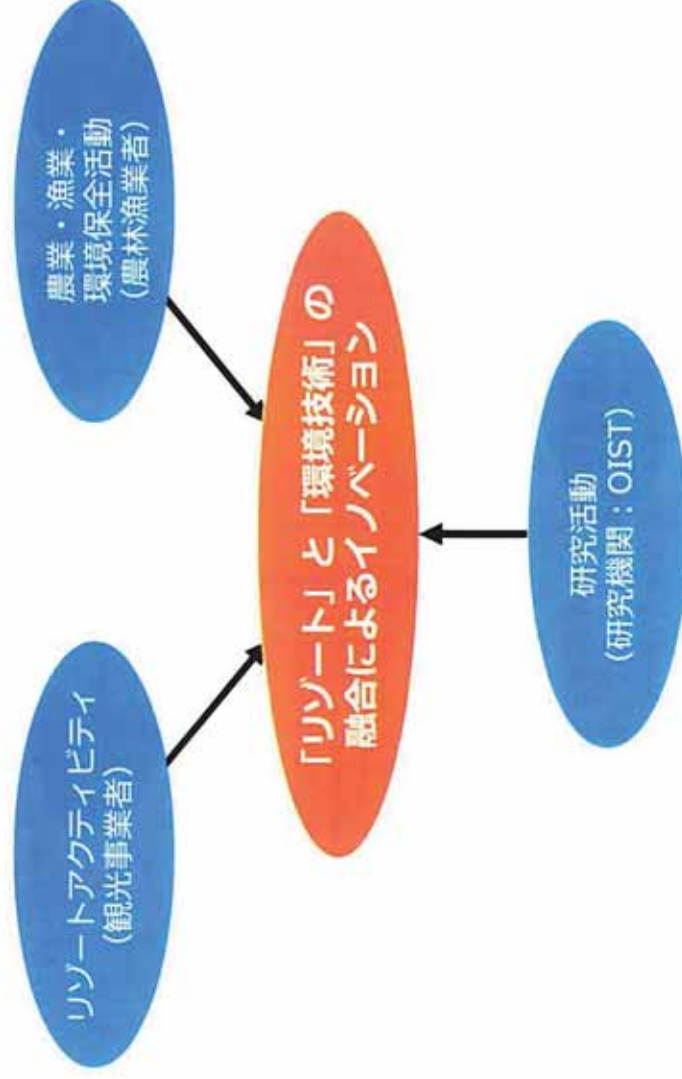 リゾートアクティビティ
(観光事業者)
農業・漁業・
環境保全活動
(農林漁業者)
「リゾート」と「環境技術」の
融合によるイノベーション
研究活動
(研究機関:OIST)